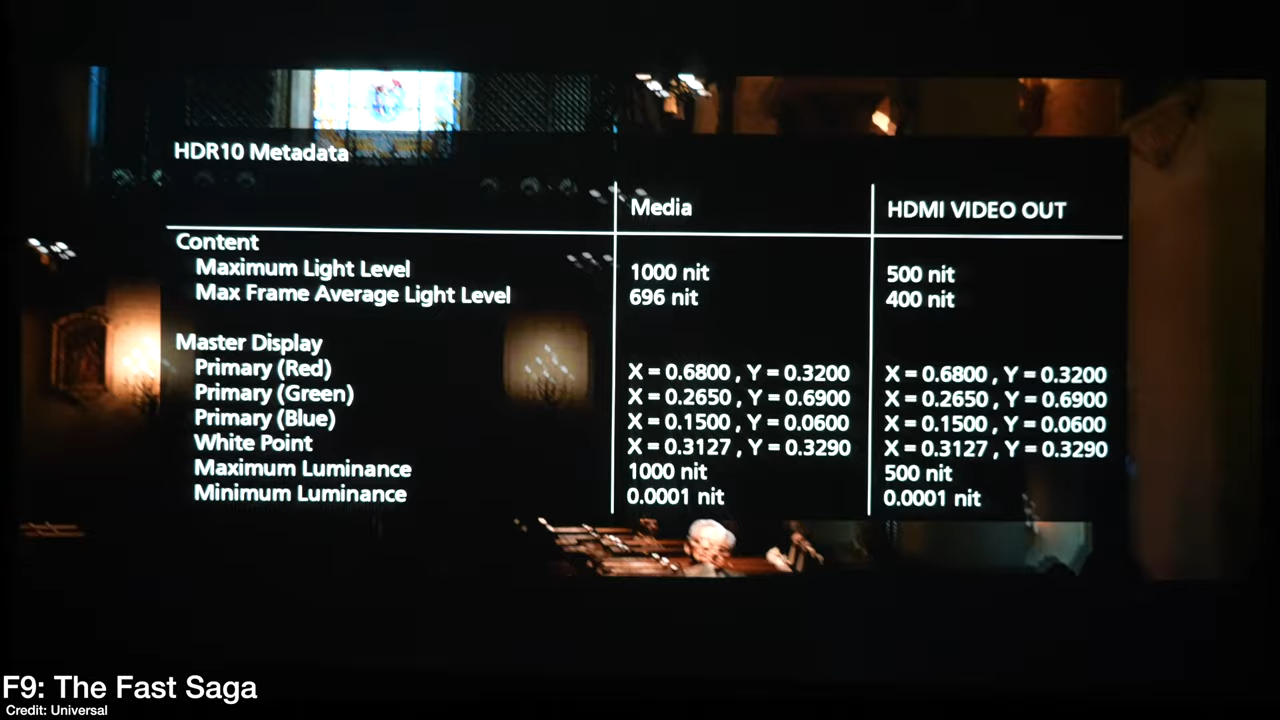 HDR10 Metadata
Media HDMI VIDEO OUT
Content
Maximum Light Level 1000 nit 500 nit
Max Frame Average Light Level 696 nit 400 nit
Master Display
Primary (Red) X = 0.6800 , Y = 0.3200 X = 0.6800 , Y = 0.3200
Primary (Green) X = 0.2650 , Y = 0.6900 X = 0.2650 , Y = 0.6900
Primary (Blue) X = 0.1500 , Y = 0.0600 X = 0.1500 , Y = 0.0600
White Point X = 0.3127 , Y = 0.3290 X = 0.3127 , Y = 0.3290
Maximum Luminance 1000 nit 500 nit
Minimum Luminance 0.0001 nit 0.0001 nit
F9: The Fast Saga
Credit: Universal